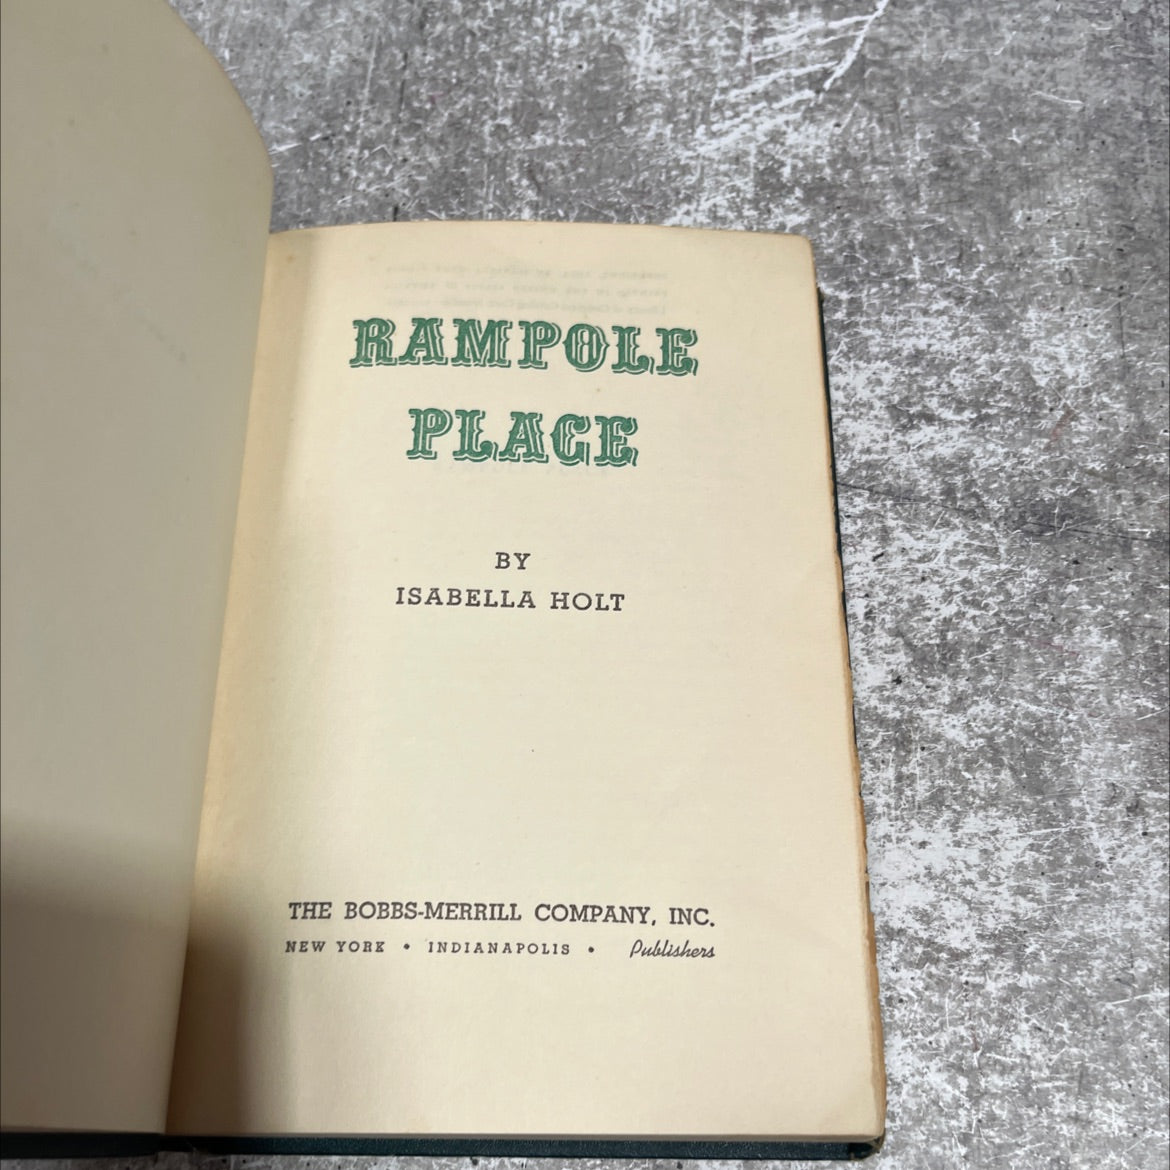 RAMPOLE
PLACE
BY
ISABELLA HOLT
THE BOBBS-MERRILL COMPANY, INC.
NEW YORK • INDIANAPOLIS • Publishers